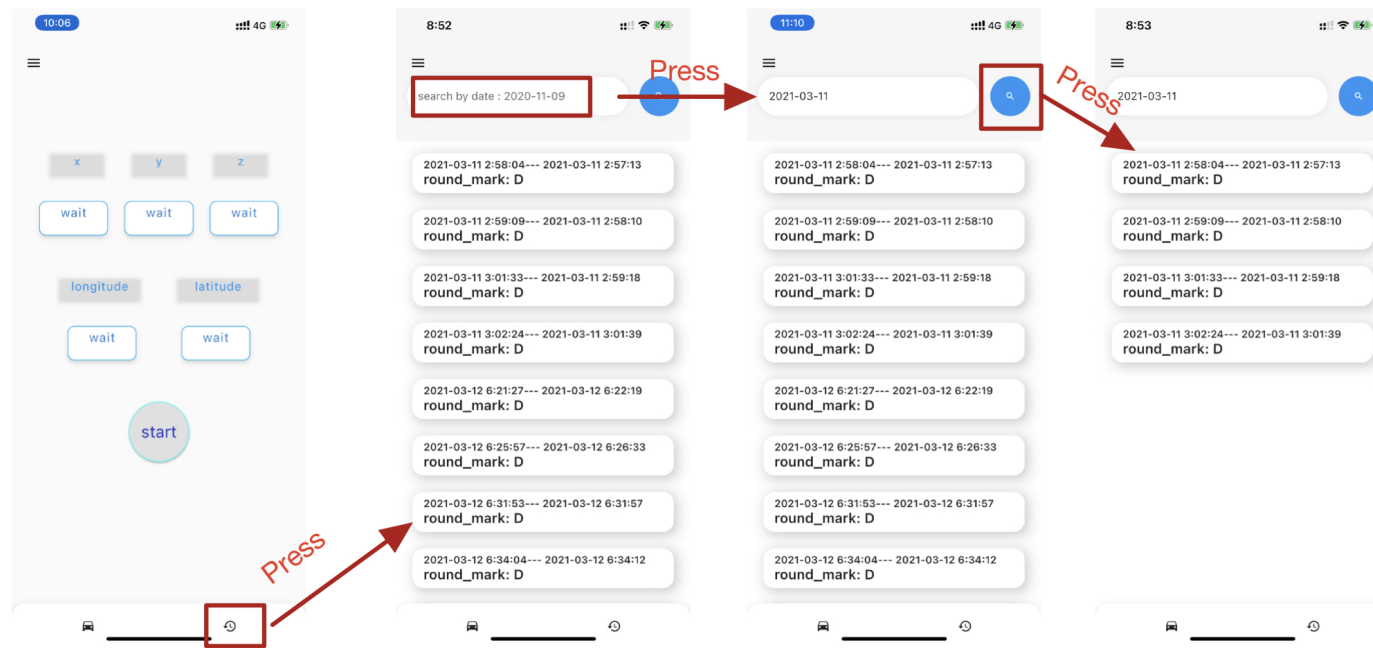 10:06
4G
x
y
z
wait
wait
wait
longitude
latitude
wait
wait
start
Press
8:52
search by date : 2020-11-09
2021-03-11 2:58:04--- 2021-03-11 2:57:13
round_mark: D
2021-03-11 2:59:09--- 2021-03-11 2:58:10
round_mark: D
2021-03-11 3:01:33--- 2021-03-11 2:59:18
round_mark: D
2021-03-11 3:02:24--- 2021-03-11 3:01:39
round_mark: D
2021-03-12 6:21:27--- 2021-03-12 6:22:19
round_mark: D
2021-03-12 6:25:57--- 2021-03-12 6:26:33
round_mark: D
2021-03-12 6:31:53--- 2021-03-12 6:31:57
round_mark: D
2021-03-12 6:34:04--- 2021-03-12 6:34:12
round_mark: D
Press
11:10
4G
2021-03-11
2021-03-11 2:58:04--- 2021-03-11 2:57:13
round_mark: D
2021-03-11 2:59:09--- 2021-03-11 2:58:10
round_mark: D
2021-03-11 3:01:33--- 2021-03-11 2:59:18
round_mark: D
2021-03-11 3:02:24--- 2021-03-11 3:01:39
round_mark: D
2021-03-12 6:21:27--- 2021-03-12 6:22:19
round_mark: D
2021-03-12 6:25:57--- 2021-03-12 6:26:33
round_mark: D
2021-03-12 6:31:53--- 2021-03-12 6:31:57
round_mark: D
2021-03-12 6:34:04--- 2021-03-12 6:34:12
round_mark: D
Press
8:53
2021-03-11
2021-03-11 2:58:04--- 2021-03-11 2:57:13
round_mark: D
2021-03-11 2:59:09--- 2021-03-11 2:58:10
round_mark: D
2021-03-11 3:01:33--- 2021-03-11 2:59:18
round_mark: D
2021-03-11 3:02:24--- 2021-03-11 3:01:39
round_mark: D